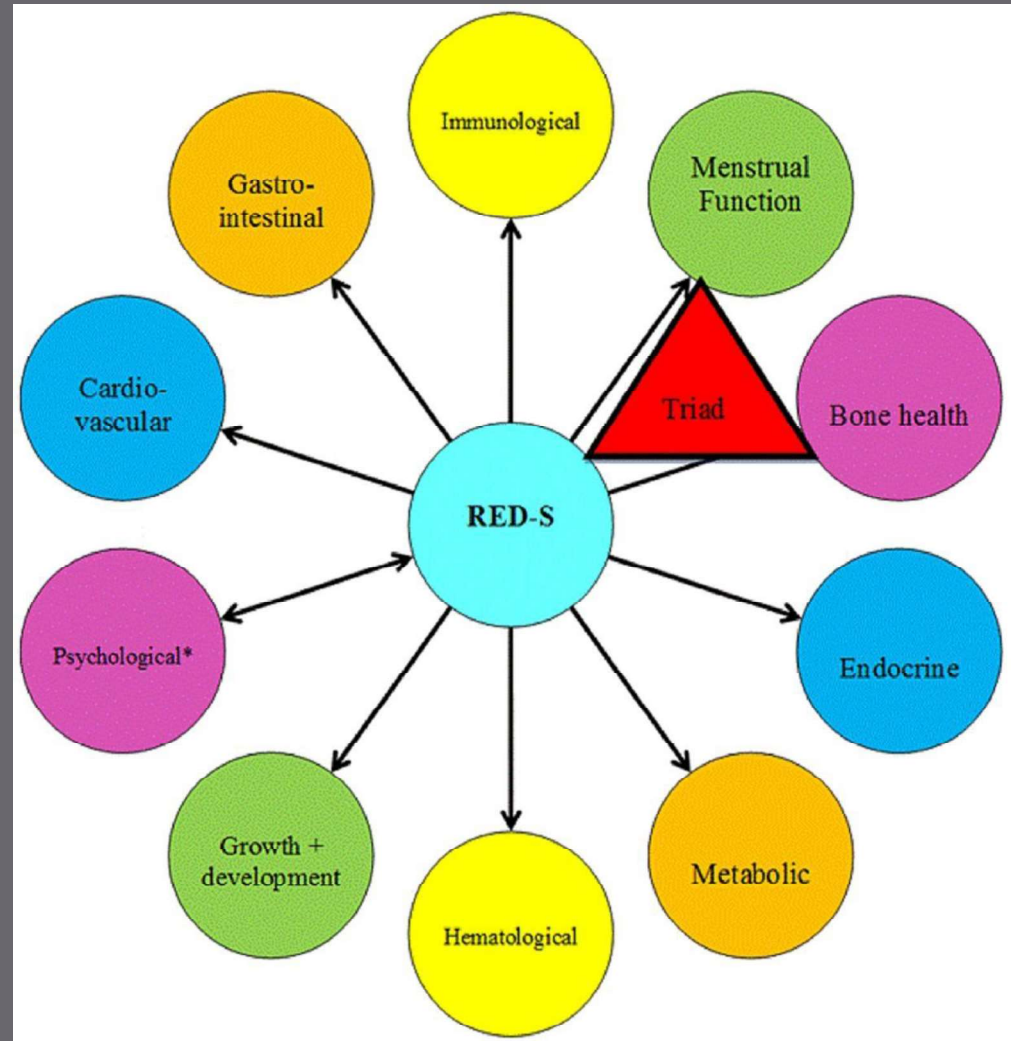 Immunological
Gastro-
intestinal
Menstrual
Function
Cardio-
vascular
Triad
Bone health
RED-S
Psychological*
Endocrine
Growth +
development
Metabolic
Hematological